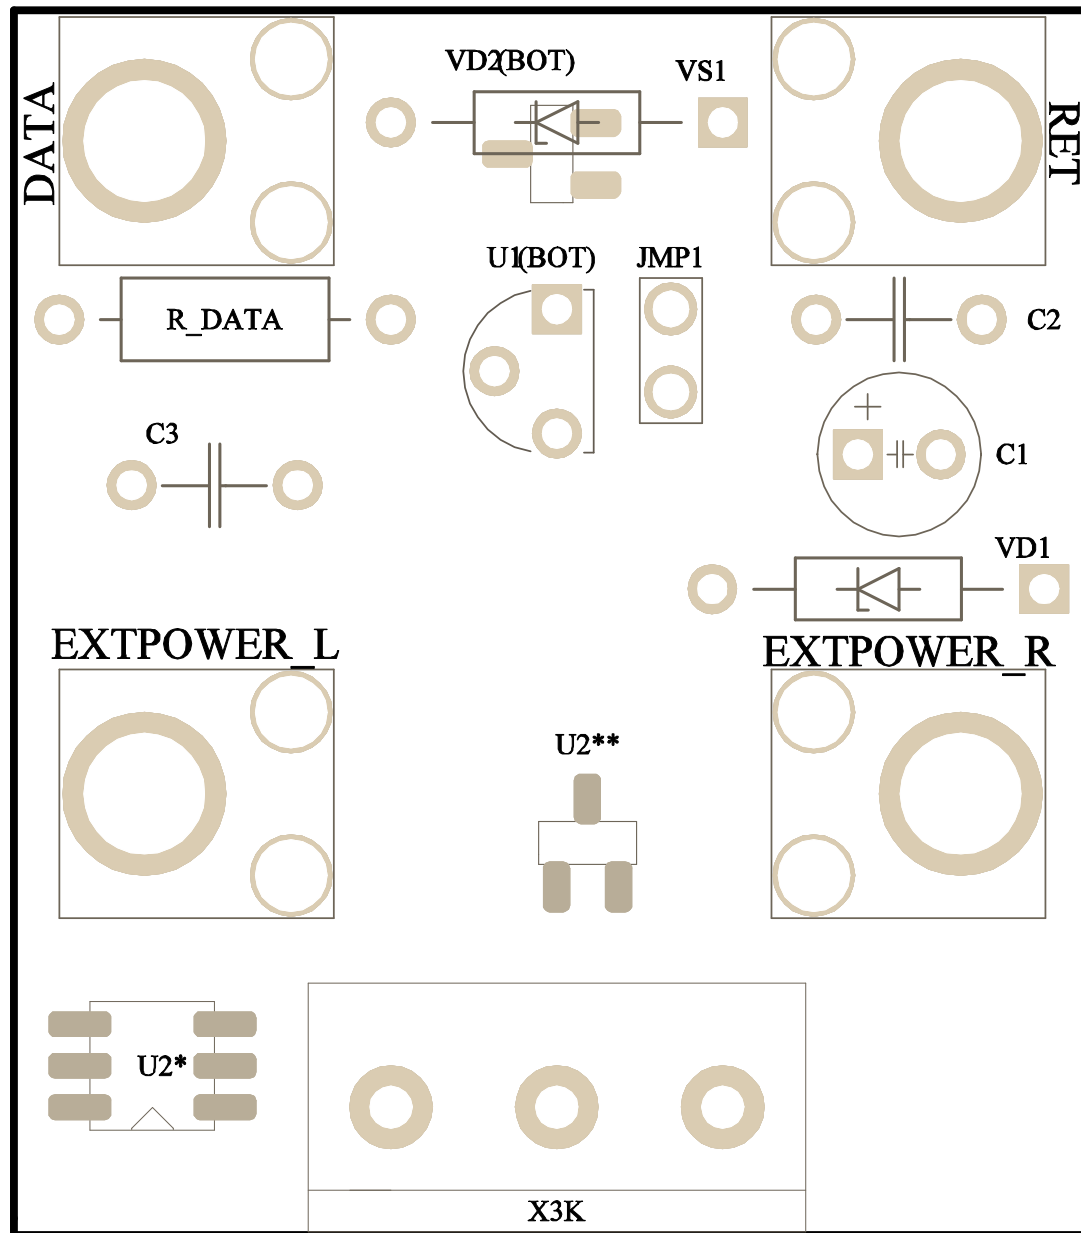 DATA
VD2(BOT)
VS1
RET
U1(BOT)
JMP1
R_DATA
C2
C3
+
C1
VD1
EXTPOWER_L
EXTPOWER_R
U2**
U2*
X3K